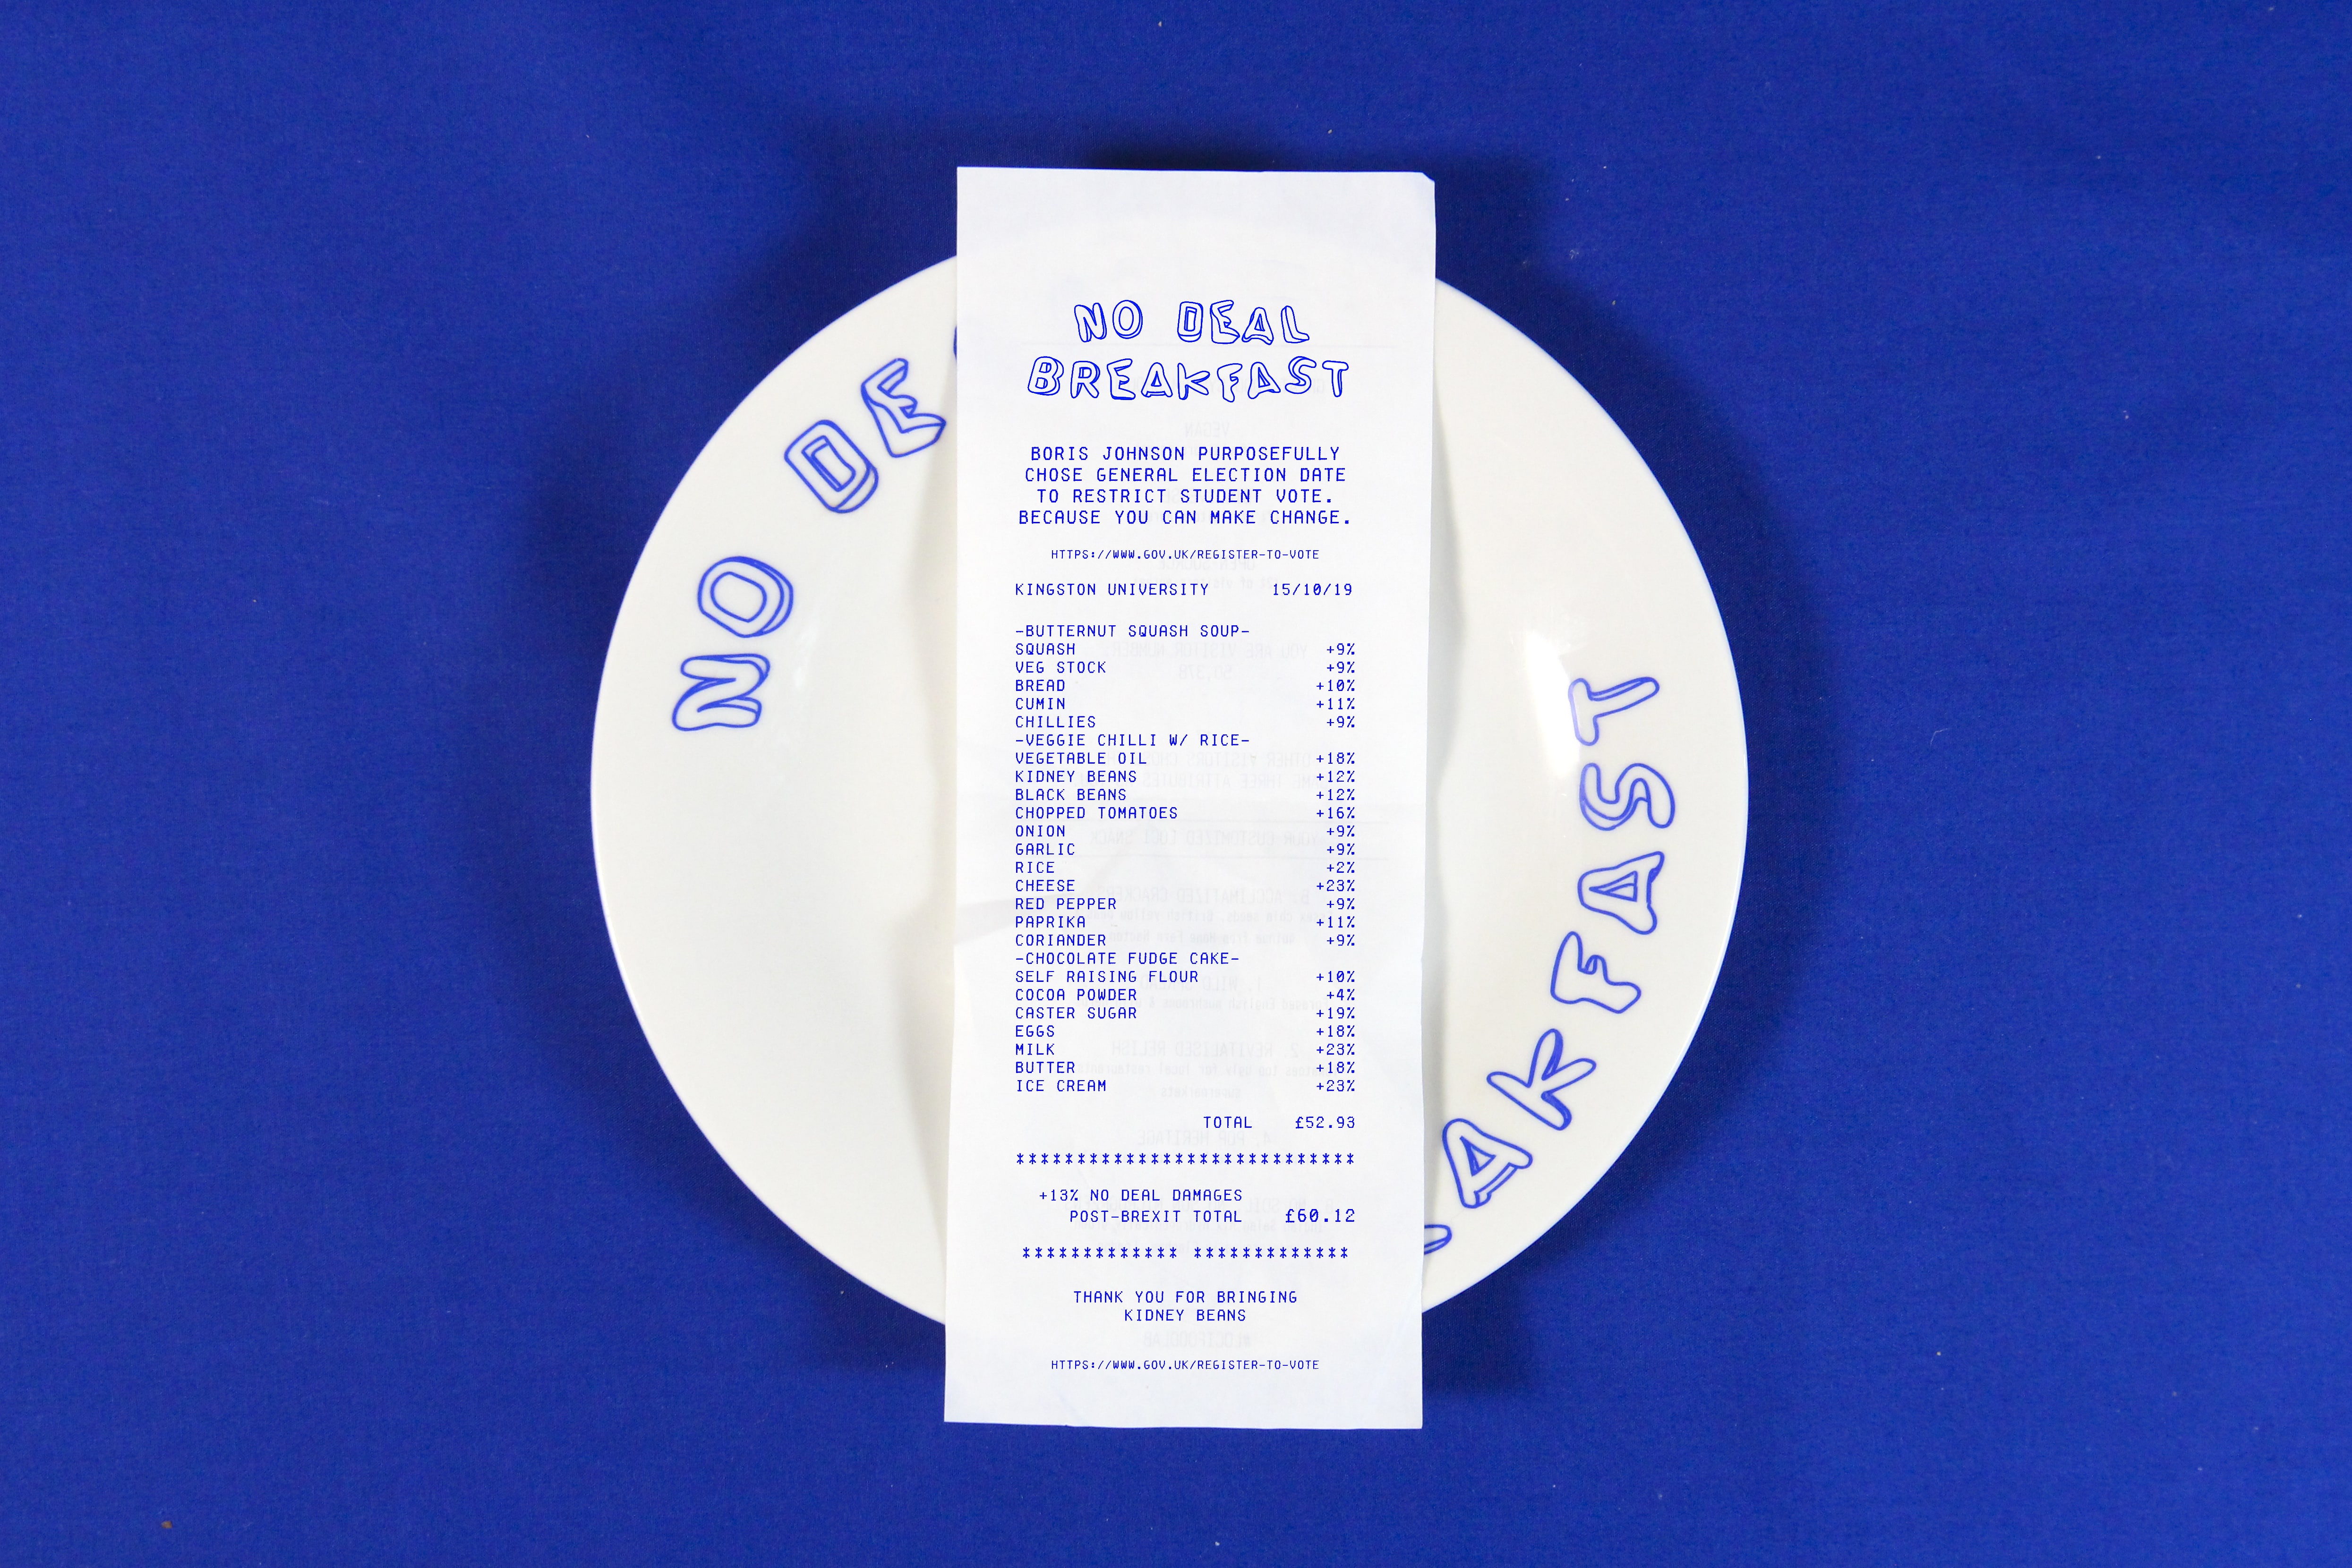 NO DE
AKFAST
NO DEAL
BREAKFAST
BORIS JOHNSON PURPOSEFULLY
CHOSE GENERAL ELECTION DATE
TO RESTRICT STUDENT VOTE.
BECAUSE YOU CAN MAKE CHANGE.
HTTPS://WWW.GOV.UK/REGISTER-TO-VOTE
KINGSTON UNIVERSITY 15/10/19
-BUTTERNUT SQUASH SOUP-
SQUASH +9%
VEG STOCK +9%
BREAD +10%
CUMIN +11%
CHILLIES +9%
-VEGGIE CHILLI W/ RICE-
VEGETABLE OIL +18%
KIDNEY BEANS +12%
BLACK BEANS +12%
CHOPPED TOMATOES +16%
ONION +9%
GARLIC +9%
RICE +2%
CHEESE +23%
RED PEPPER +9%
PAPRIKA +11%
CORIANDER +9%
-CHOCOLATE FUDGE CAKE-
SELF RAISING FLOUR +10%
COCOA POWDER +4%
CASTER SUGAR +19%
EGGS +18%
MILK +23%
BUTTER +18%
ICE CREAM +23%
TOTAL £52.93
****************************
+13% NO DEAL DAMAGES
POST-BREXIT TOTAL £60.12
************* *************
THANK YOU FOR BRINGING
KIDNEY BEANS
HTTPS://WWW.GOV.UK/REGISTER-TO-VOTE